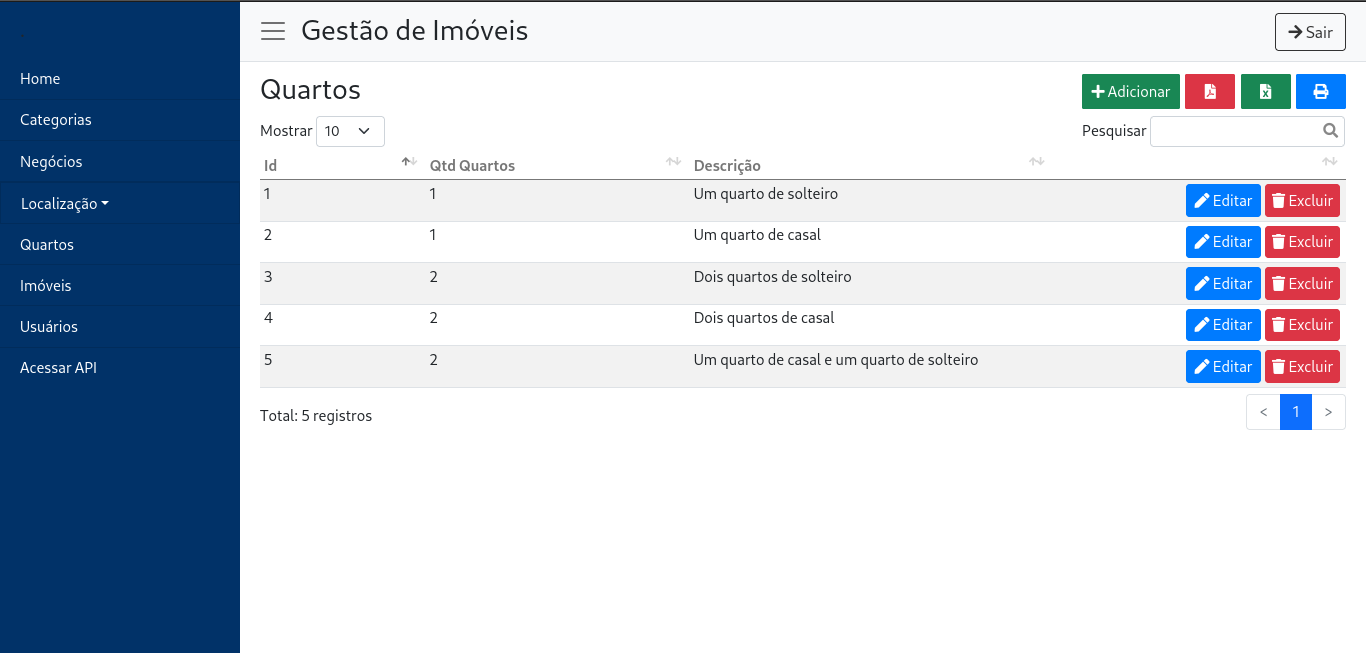 Gestão de Imóveis
Sair
Home
Categorias
Negócios
Localização
Quartos
Imóveis
Usuários
Acessar API
Quartos
Adicionar
Mostrar 10
Pesquisar
Id Qtd Quartos Descrição
1 1 Um quarto de solteiro Editar Excluir
2 1 Um quarto de casal Editar Excluir
3 2 Dois quartos de solteiro Editar Excluir
4 2 Dois quartos de casal Editar Excluir
5 2 Um quarto de casal e um quarto de solteiro Editar Excluir
Total: 5 registros
< 1 >